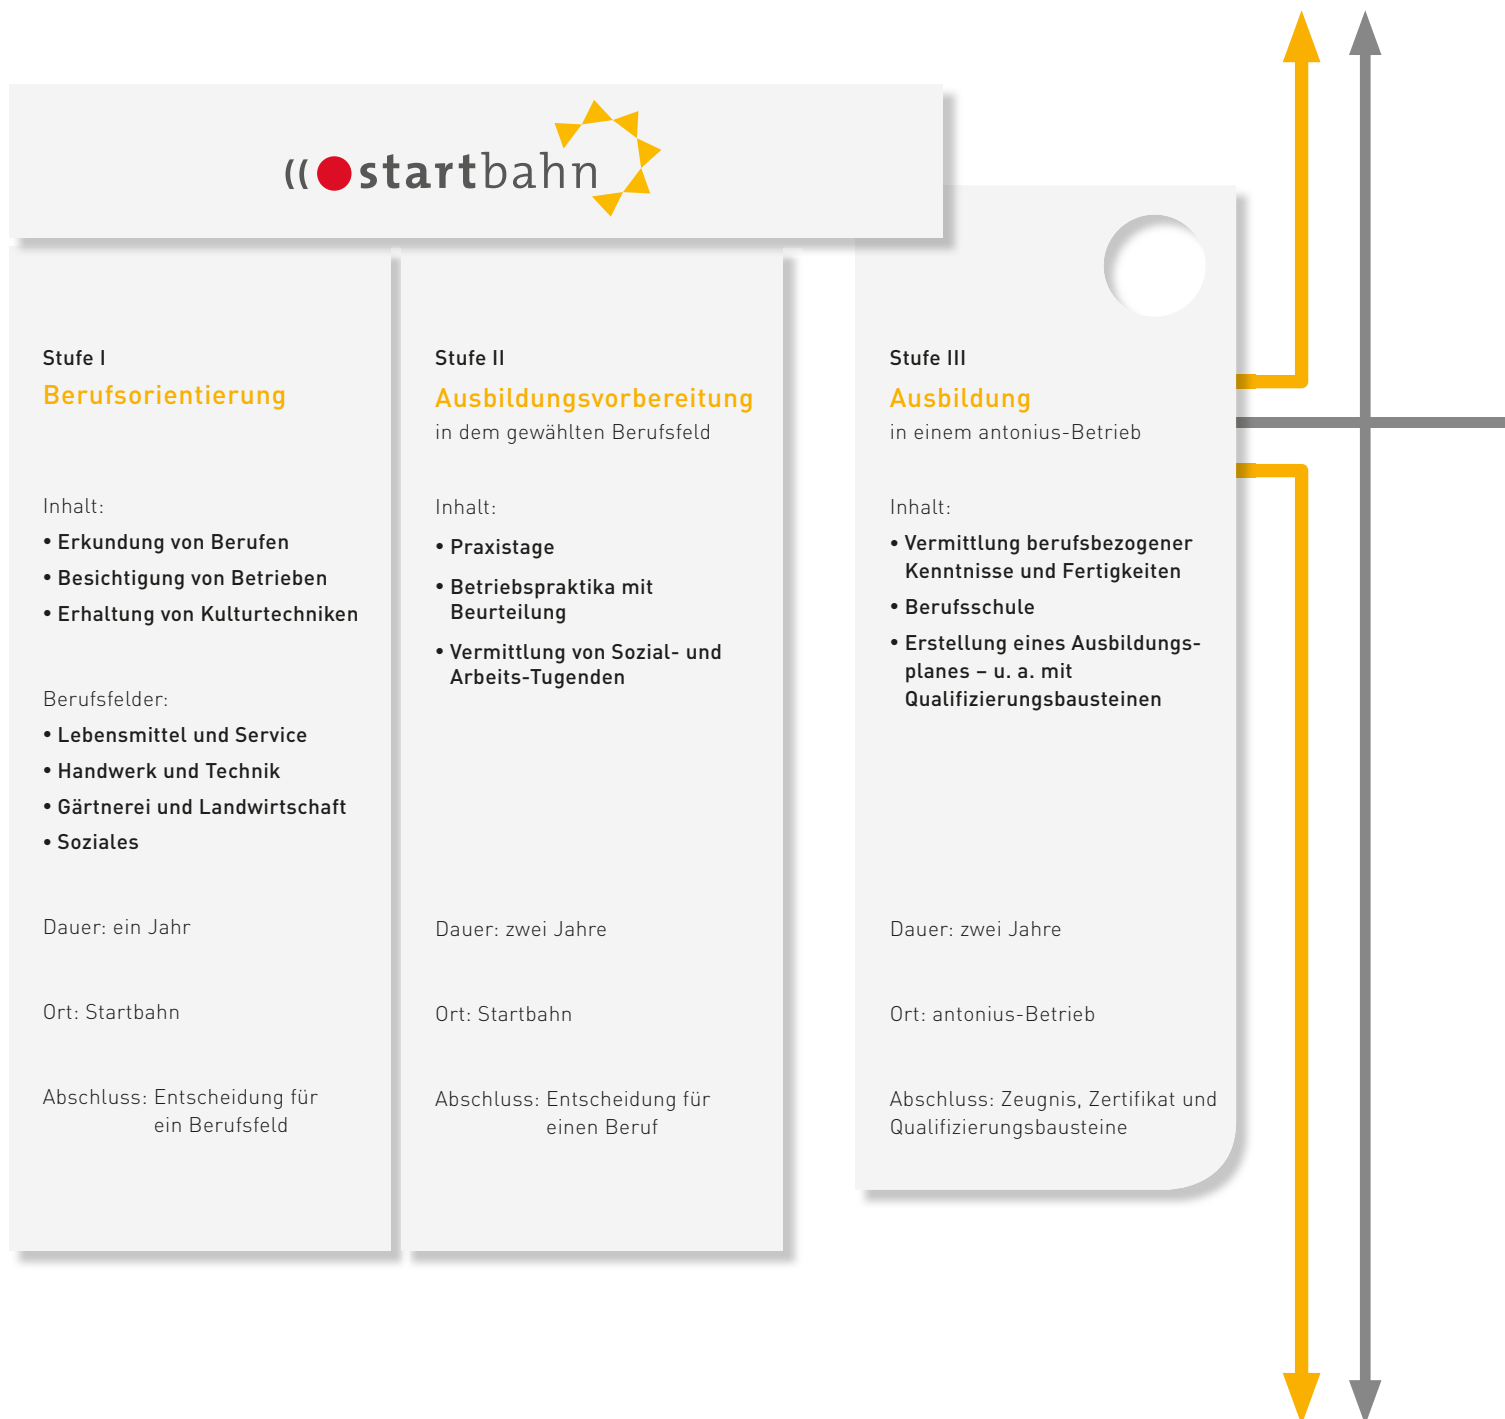 startbahn
Stufe I
Berufsorientierung
Inhalt:
• Erkundung von Berufen
• Besichtigung von Betrieben
• Erhaltung von Kulturtechniken
Berufsfelder:
• Lebensmittel und Service
• Handwerk und Technik
• Gärtnerei und Landwirtschaft
• Soziales
Dauer: ein Jahr
Ort: Startbahn
Abschluss: Entscheidung für
ein Berufsfeld
Stufe II
Ausbildungsvorbereitung
in dem gewählten Berufsfeld
Inhalt:
• Praxistage
• Betriebspraktika mit
Beurteilung
• Vermittlung von Sozial- und
Arbeits-Tugenden
Dauer: zwei Jahre
Ort: Startbahn
Abschluss: Entscheidung für
einen Beruf
Stufe III
Ausbildung
in einem antonius-Betrieb
Inhalt:
• Vermittlung berufsbezogener
Kenntnisse und Fertigkeiten
• Berufsschule
• Erstellung eines Ausbildungs-
planes – u. a. mit
Qualifizierungsbausteinen
Dauer: zwei Jahre
Ort: antonius-Betrieb
Abschluss: Zeugnis, Zertifikat und
Qualifizierungsbausteine